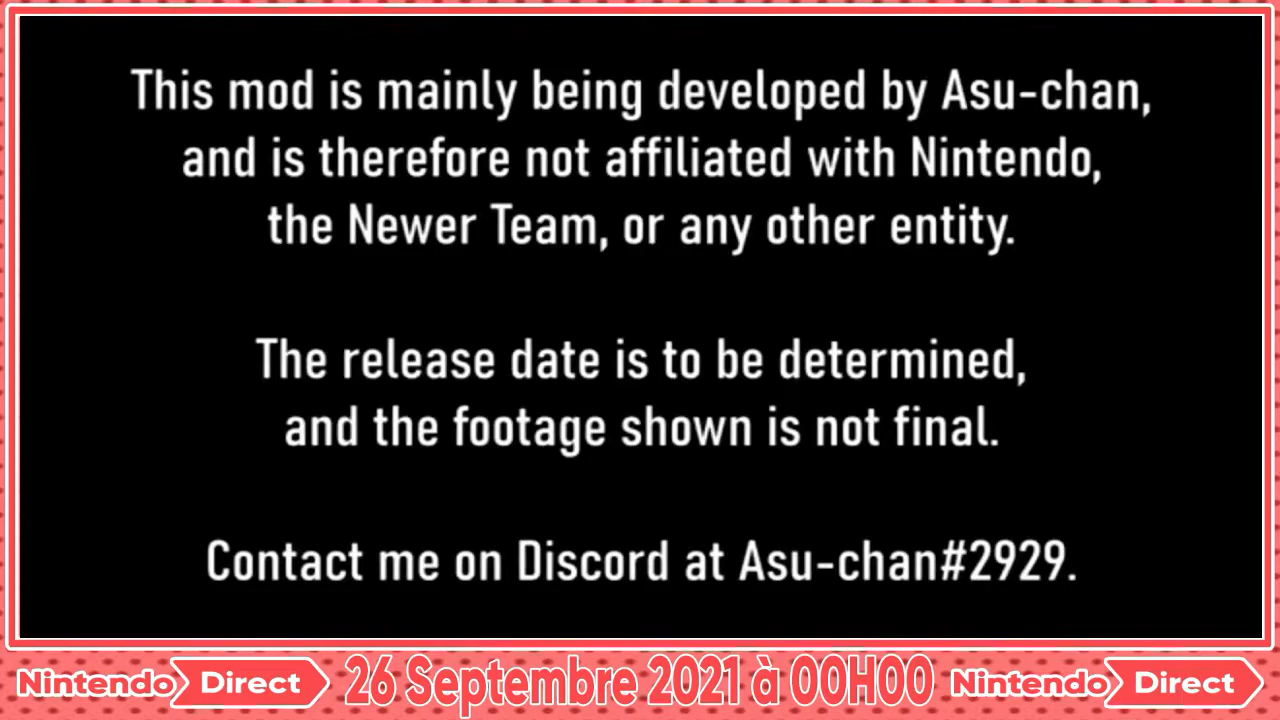 This mod is mainly being developed by Asu-chan,
and is therefore not affiliated with Nintendo,
the Newer Team, or any other entity.
The release date is to be determined,
and the footage shown is not final.
Contact me on Discord at Asu-chan#2929.
Nintendo Direct 26 Septembre 2021 à 00H00 Nintendo Direct